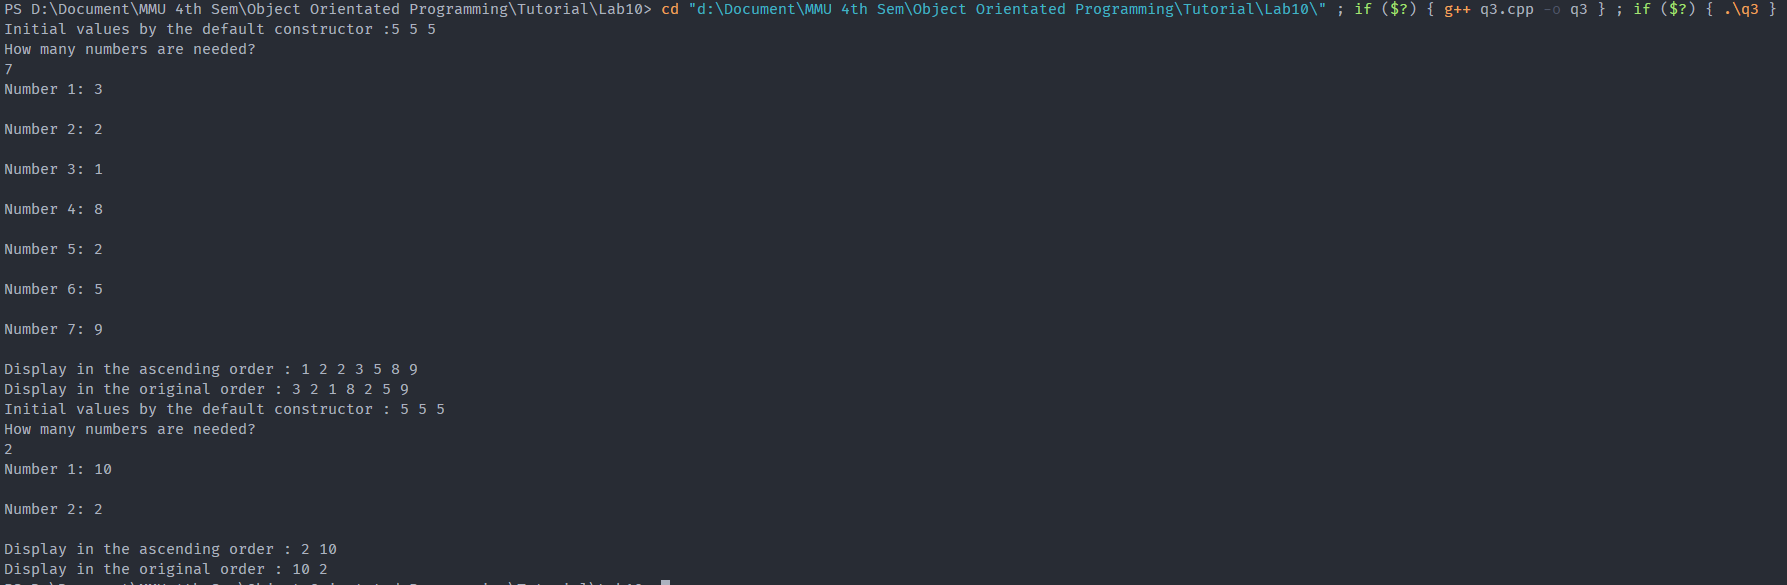 PS D:\Document\MMU 4th Sem\Object Orientated Programming\Tutorial\Lab10> cd "d:\Document\MMU 4th Sem\Object Orientated Programming\Tutorial\Lab10\" ; if ($?) { g++ q3.cpp -o q3 } ; if ($?) { .\q3 }
Initial values by the default constructor :5 5 5
How many numbers are needed?
7
Number 1: 3
Number 2: 2
Number 3: 1
Number 4: 8
Number 5: 2
Number 6: 5
Number 7: 9
Display in the ascending order : 1 2 2 3 5 8 9
Display in the original order : 3 2 1 8 2 5 9
Initial values by the default constructor : 5 5 5
How many numbers are needed?
2
Number 1: 10
Number 2: 2
Display in the ascending order : 2 10
Display in the original order : 10 2